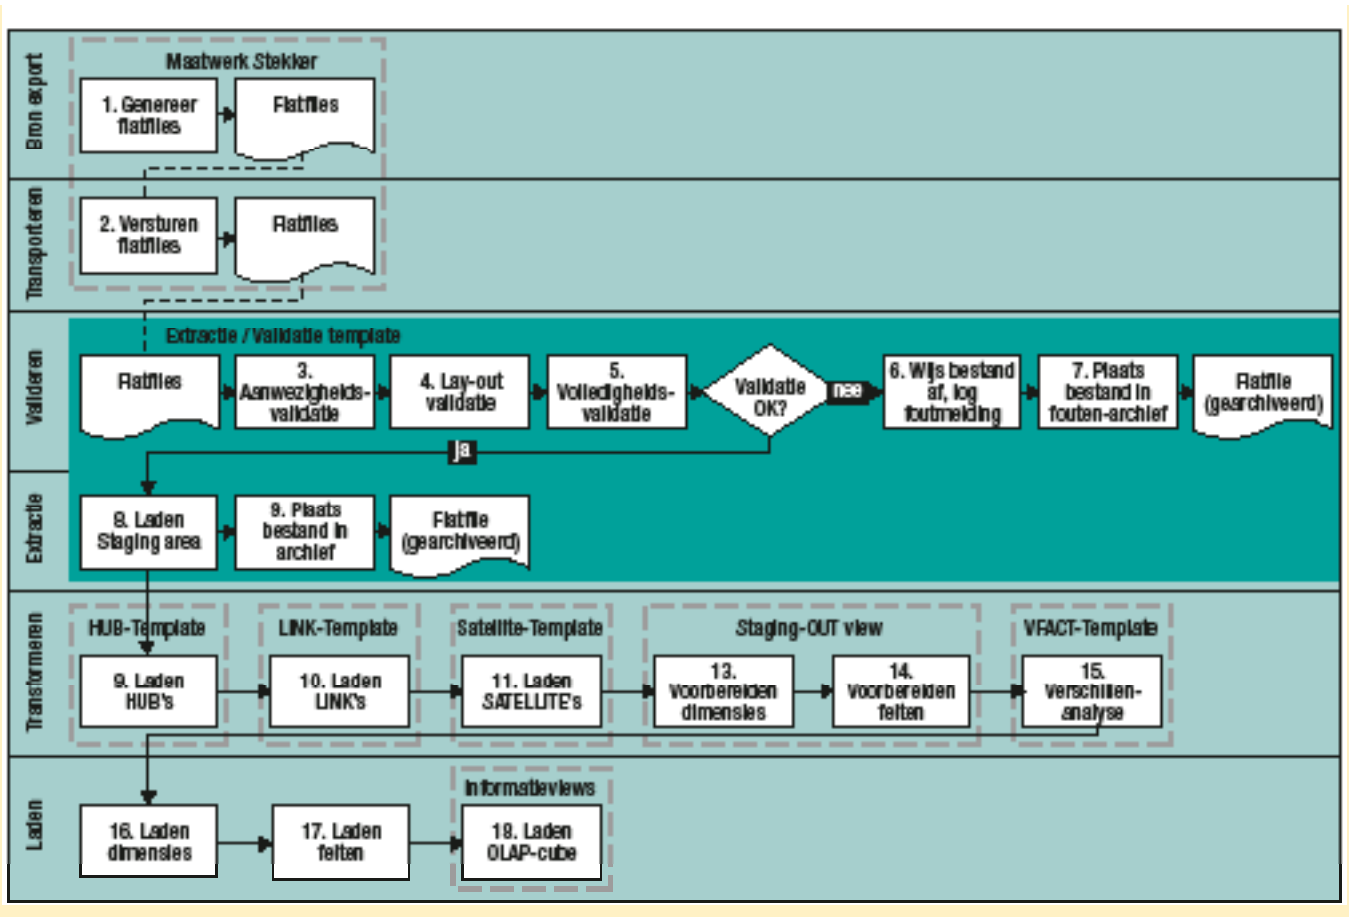 Bron export
Maatwerk Stekker
1. Genereer
flatfiles
Flatfiles
Transporteren
2. Versturen
flatfiles
Flatfiles
Valideren
Extractie / Validatie template
Flatfiles
3.
Aanwezigheids-
validatie
4. Lay-out
validatie
5.
Volledigheids-
validatie
Validatie
OK?
nee
6. Wijs bestand
af, log
foutmelding
7. Plaats
bestand in
fouten-archief
Flatfile
(gearchiveerd)
ja
Extractie
8. Laden
Staging area
9. Plaats
bestand in
archief
Flatfile
(gearchiveerd)
Transformeren
HUB-Template
9. Laden
HUB's
LINK-Template
10. Laden
LINK's
Satellite-Template
11. Laden
SATELLITE's
Staging-OUT view
13.
Voorbereiden
dimensies
14.
Voorbereiden
feiten
VFACT-Template
15.
Verschillen-
analyse
Laden
16. Laden
dimensies
17. Laden
feiten
Informatieviews
18. Laden
OLAP-cube